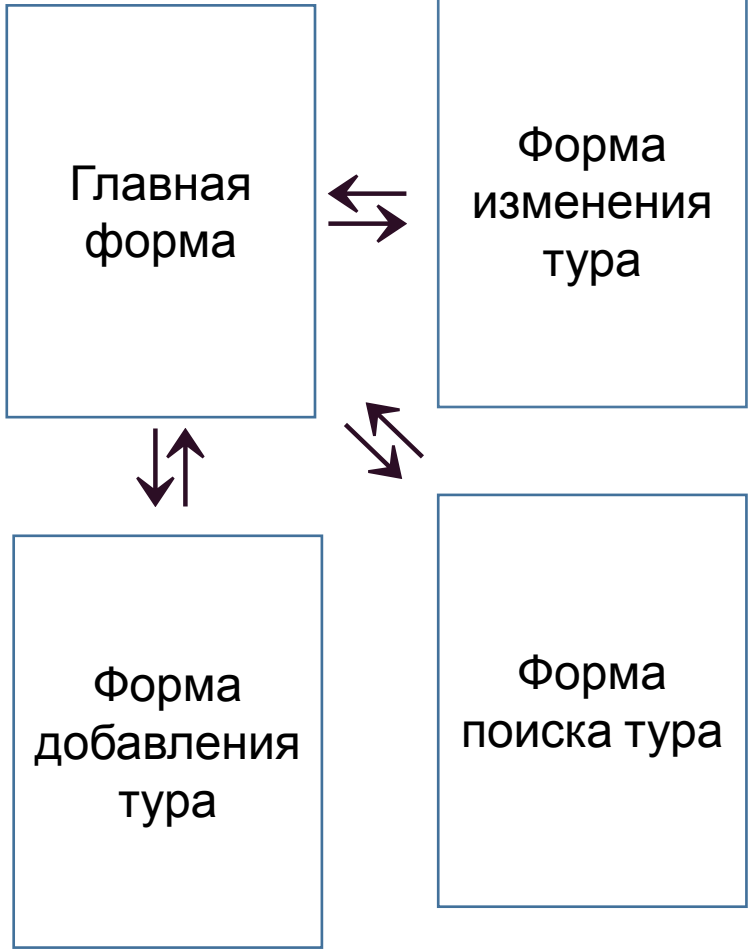 Главная
форма
Форма
изменения
тура
Форма
добавления
тура
Форма
поиска тура